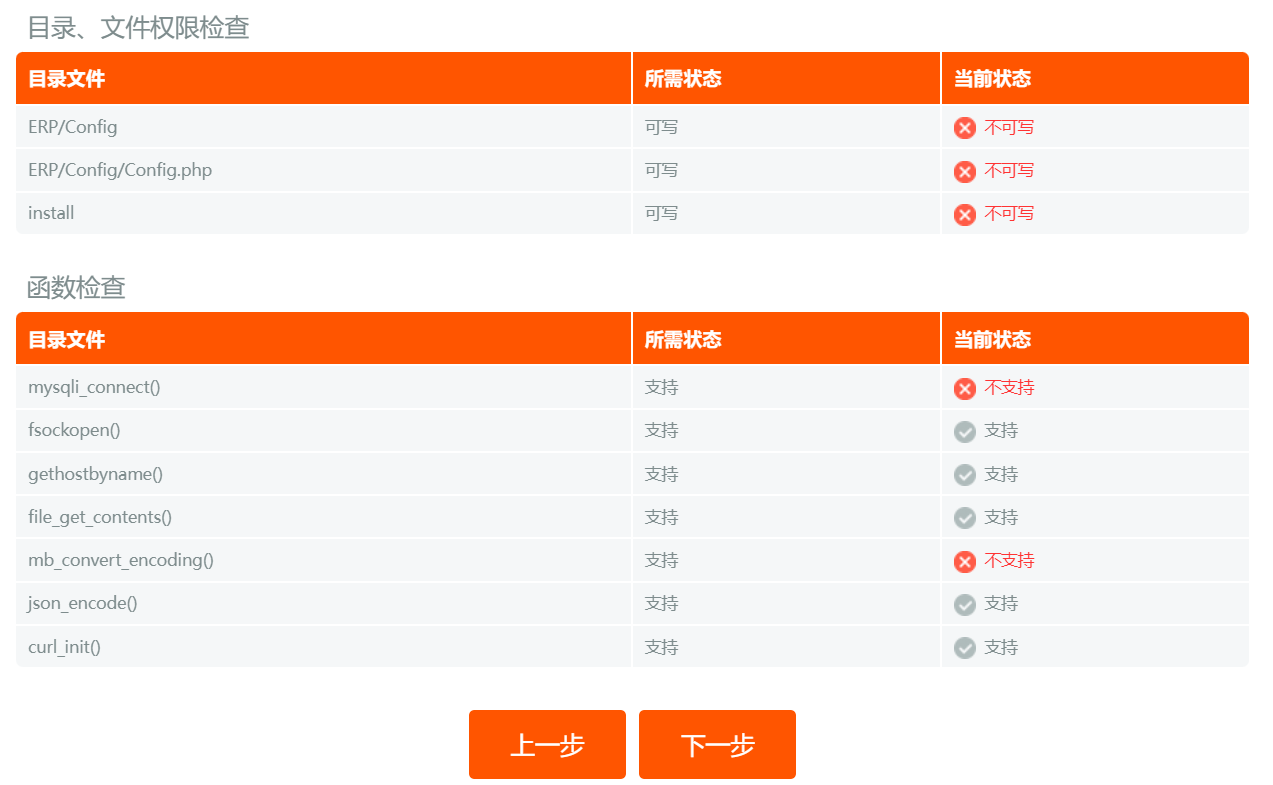 目录、文件权限检查
目录文件 所需状态 当前状态
ERP/Config 可写 不可写
ERP/Config/Config.php 可写 不可写
install 可写 不可写
函数检查
目录文件 所需状态 当前状态
mysqli_connect() 支持 不支持
fsockopen() 支持 支持
gethostbyname() 支持 支持
file_get_contents() 支持 支持
mb_convert_encoding() 支持 不支持
json_encode() 支持 支持
curl_init() 支持 支持
上一步 下一步